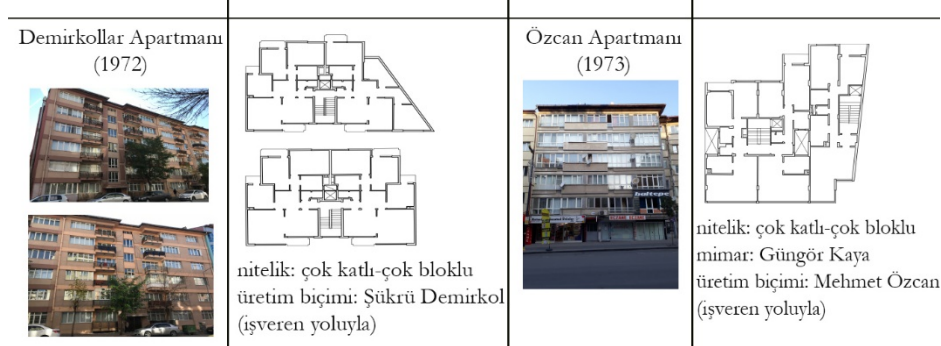 Demirkollar Apartmanı
(1972)
nitelik: çok katlı-çok bloklu
üretim biçimi: Şükrü Demirkol
(işveren yoluyla)
Özcan Apartmanı
(1973)
nitelik: çok katlı-çok bloklu
mimar: Güngör Kaya
üretim biçimi: Mehmet Özcan
(işveren yoluyla)